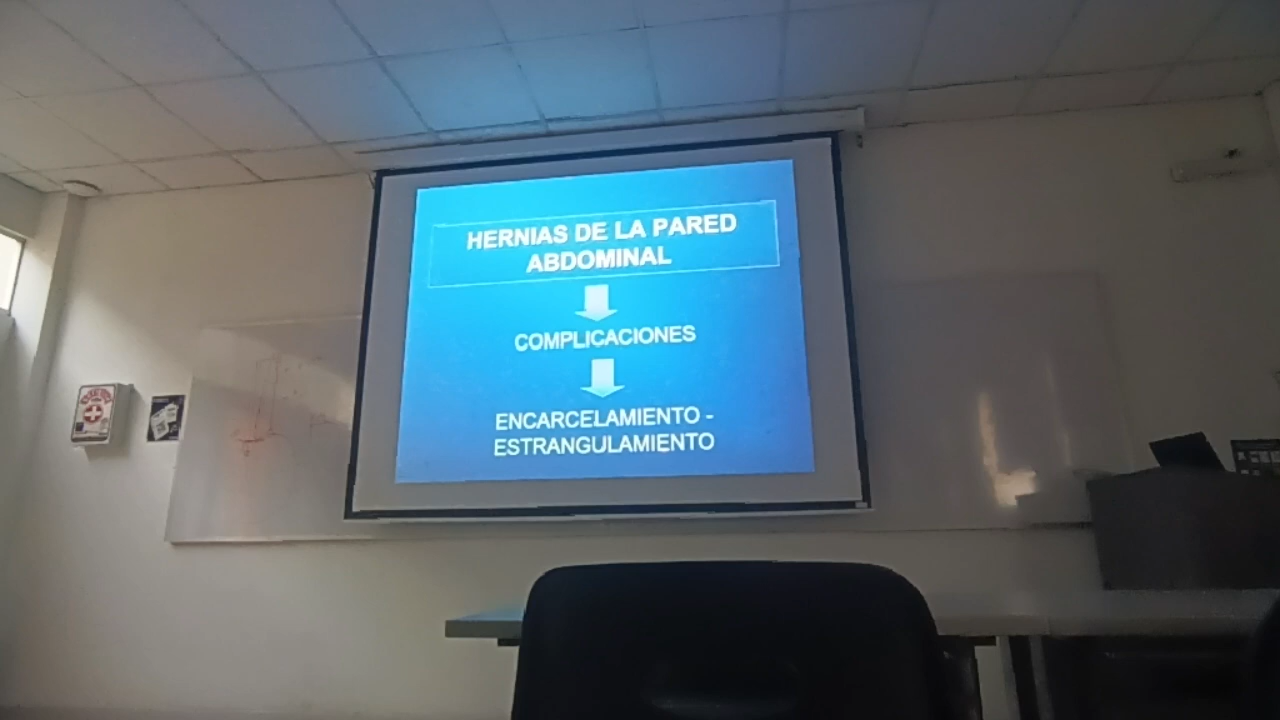 HERNIAS DE LA PARED
ABDOMINAL
COMPLICACIONES
ENCARCELAMIENTO -
ESTRANGULAMIENTO